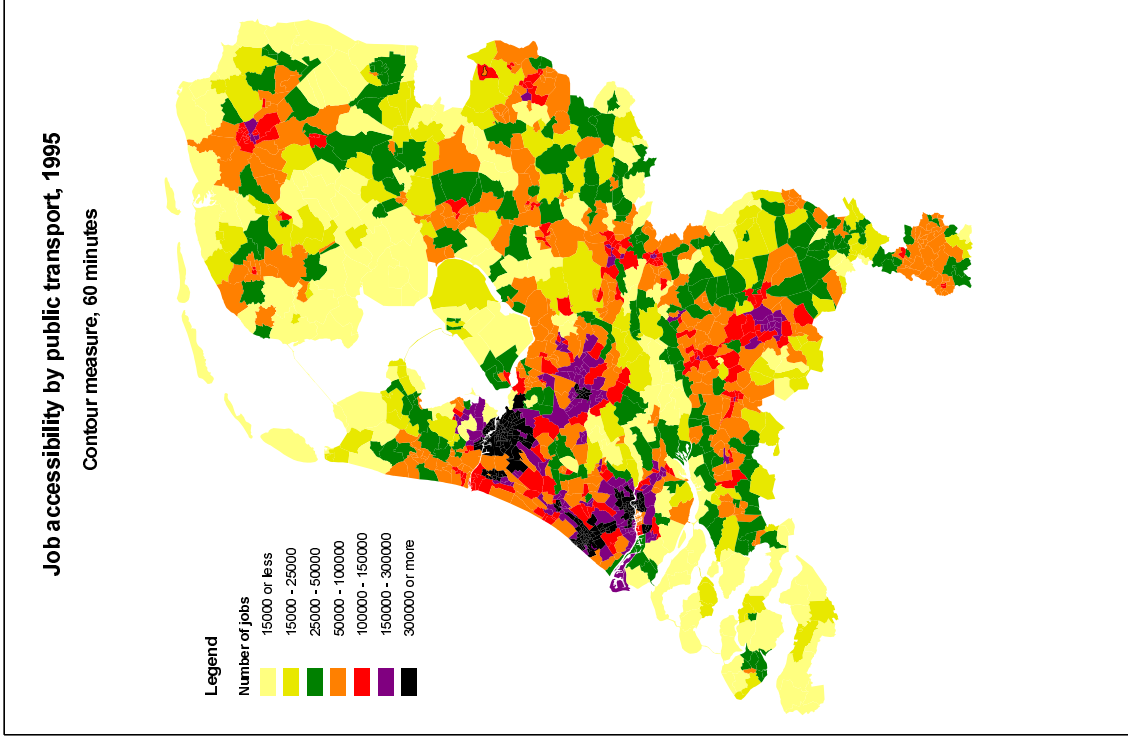 Job accessibility by public transport, 1995
Contour measure, 60 minutes
Legend
Number of jobs
15000 or less
15000 - 25000
25000 - 50000
50000 - 100000
100000 - 150000
150000 - 300000
300000 or more